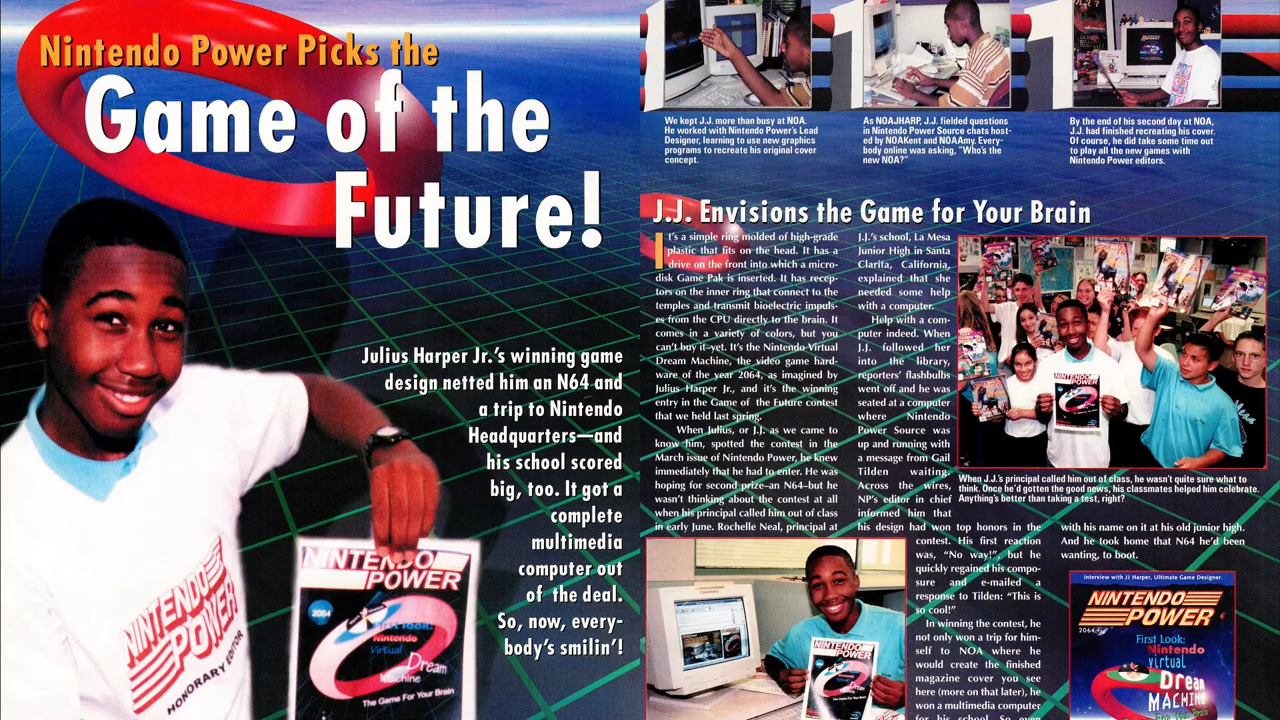 Nintendo Power Picks the
Game of the
Future!
Julius Harper Jr.'s winning game
design netted him an N64 and
a trip to Nintendo
Headquarters—and
his school scored
big, too. It got a
complete
multimedia
computer out
of the deal.
So, now, every-
body's smilin'!
NINTENDO
POWER
HONORARY EDITOR
NINTENDO
POWER
2064
FIRST LOOK:
Nintendo
Virtual
Dream
Machine
The Game For Your Brain
We kept J.J. more than busy at NOA.
He worked with Nintendo Power's Lead
Designer, learning to use new graphics
programs to recreate his original cover
concept.
As NOAJHARP, J.J. fielded questions
in Nintendo Power Source chats host-
ed by NOAKent and NOAAmy. Every-
body online was asking, "Who's the
new NOA?"
By the end of his second day at NOA,
J.J. had finished recreating his cover.
Of course, he did take some time out
to play all the new games with
Nintendo Power editors.
J.J. Envisions the Game for Your Brain
It's a simple ring molded of high-grade
plastic that fits on the head. It has a
drive on the front into which a micro-
disk Game Pak is inserted. It has recep-
tors on the inner ring that connect to the
temples and transmit bioelectric impuls-
es from the CPU directly to the brain. It
comes in a variety of colors, but you
can't buy it–yet. It's the Nintendo Virtual
Dream Machine, the video game hard-
ware of the year 2064, as imagined by
Julius Harper Jr., and it's the winning
entry in the Game of the Future contest
that we held last spring.
When Julius, or J.J. as we came to
know him, spotted the contest in the
March issue of Nintendo Power, he knew
immediately that he had to enter. He was
hoping for second prize–an N64–but he
wasn't thinking about the contest at all
when his principal called him out of class
in early June. Rochelle Neal, principal at
J.J.'s school, La Mesa
Junior High in Santa
Clarita, California,
explained that she
needed some help
with a computer.
Help with a com-
puter indeed. When
J.J. followed her
into the library,
reporters' flashbulbs
went off and he was
seated at a computer
where Nintendo
Power Source was
up and running with
a message from Gail
Tilden waiting.
Across the wires,
NP's editor in chief
informed him that
his design had won top honors in the
contest. His first reaction
was, "No way!", but he
quickly regained his compo-
sure and e-mailed a
response to Tilden: "This is
so cool!"
In winning the contest, he
not only won a trip for him-
self to NOA where he
would create the finished
magazine cover you see
here (more on that later), he
won a multimedia computer
for his school. So even
NINTENDO
POWER
When J.J.'s principal called him out of class, he wasn't quite sure what to
think. Once he'd gotten the good news, his classmates helped him celebrate.
Anything's better than taking a test, right?
with his name on it at his old junior high.
And he took home that N64 he'd been
wanting, to boot.
NINTENDO
POWER
Interview with JJ Harper, Ultimate Game Designer.
NINTENDO
POWER
2064
First Look:
Nintendo
virtual
Dream
MACHINE